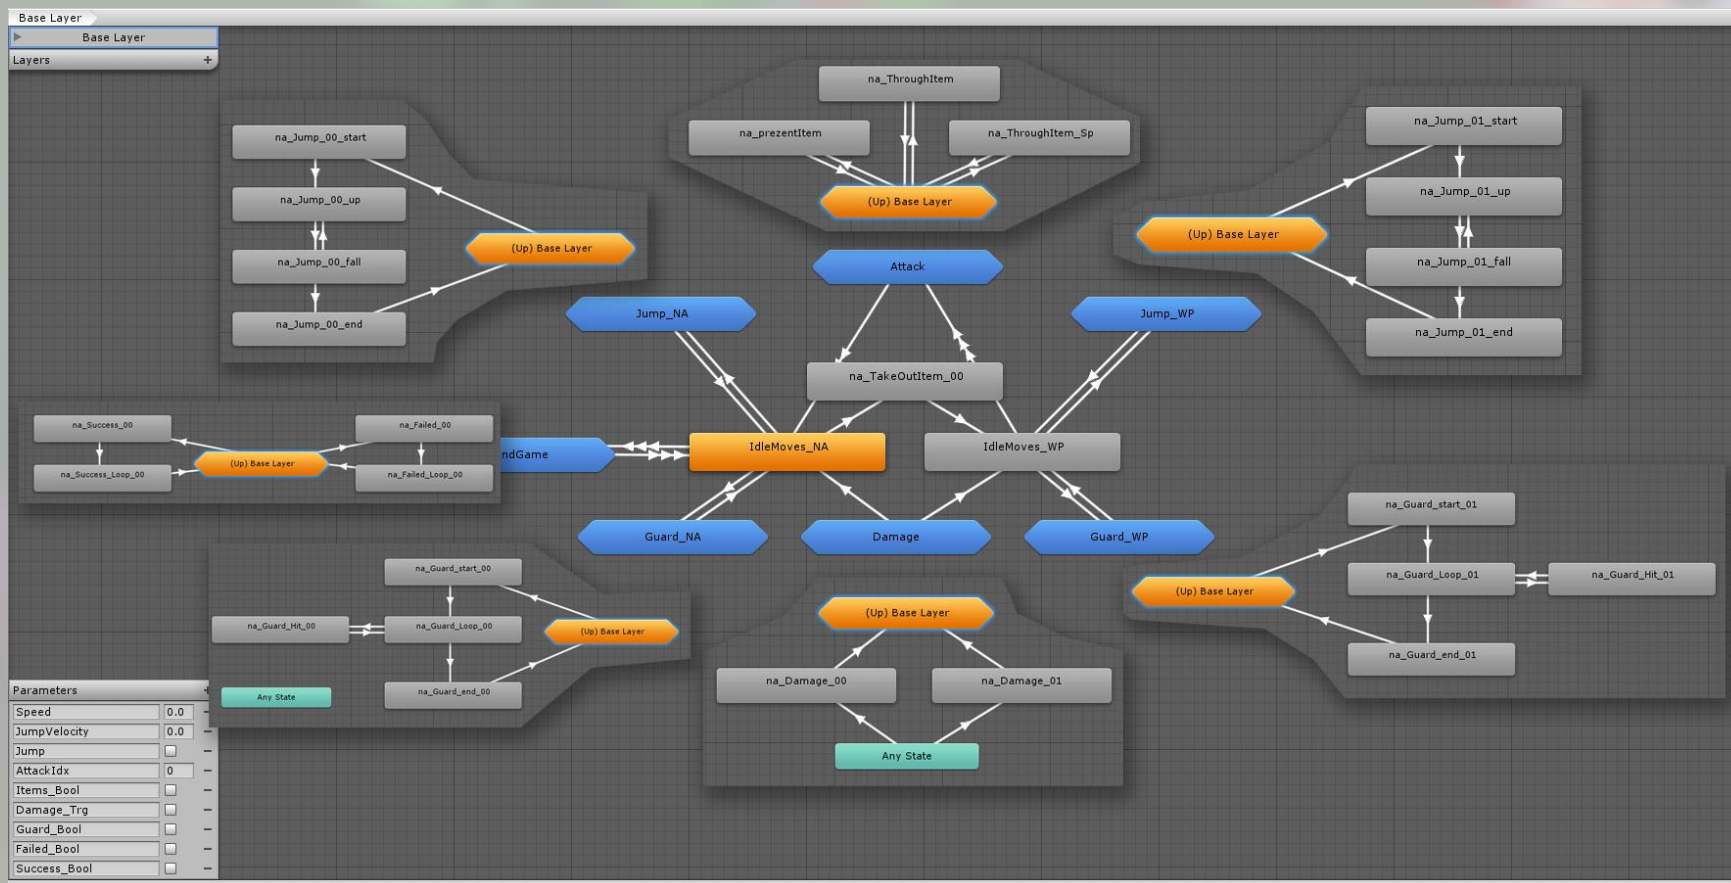 Base Layer
Base Layer
Layers +
na_ThroughItem
na_prezentItem
na_ThroughItem_Sp
(Up) Base Layer
na_Jump_00_start
na_Jump_00_up
na_Jump_00_fall
na_Jump_00_end
(Up) Base Layer
na_Jump_01_start
na_Jump_01_up
na_Jump_01_fall
na_Jump_01_end
(Up) Base Layer
Attack
Jump_NA
Jump_WP
na_TakeOutItem_00
IdleMoves_NA
IdleMoves_WP
ndGame
Guard_NA
Damage
Guard_WP
na_Success_00
na_Failed_00
(Up) Base Layer
na_Success_Loop_00
na_Failed_Loop_00
na_Guard_start_00
na_Guard_Hit_00
na_Guard_Loop_00
(Up) Base Layer
na_Guard_end_00
Any State
(Up) Base Layer
na_Damage_00
na_Damage_01
Any State
na_Guard_start_01
na_Guard_Loop_01
na_Guard_Hit_01
(Up) Base Layer
na_Guard_end_01
Parameters +
Speed 0.0 −
JumpVelocity 0.0 −
Jump −
AttackIdx 0 −
Items_Bool −
Damage_Trg −
Guard_Bool −
Failed_Bool −
Success_Bool −